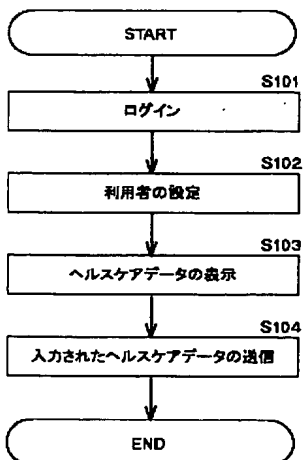 START
S101
ログイン
S102
利用者の設定
S103
ヘルスケアデータの表示
S104
入力されたヘルスケアデータの送信
END